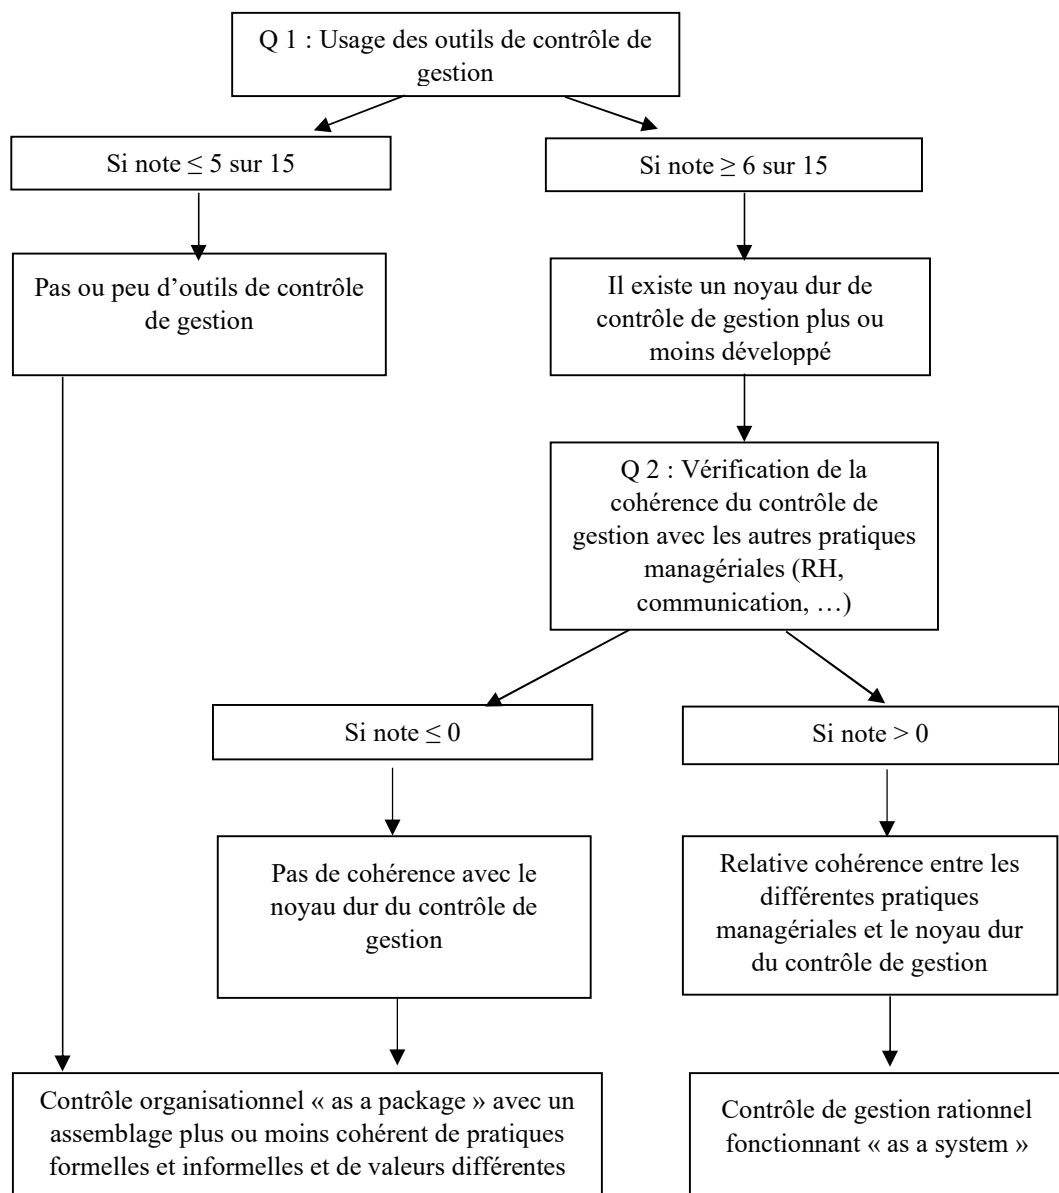 Q 1 : Usage des outils de contrôle de
gestion
Si note ≤ 5 sur 15
Si note ≥ 6 sur 15
Pas ou peu d’outils de contrôle
de gestion
Il existe un noyau dur de
contrôle de gestion plus ou
moins développé
Q 2 : Vérification de la
cohérence du contrôle de
gestion avec les autres pratiques
managériales (RH,
communication, …)
Si note ≤ 0
Si note > 0
Pas de cohérence avec le
noyau dur du contrôle de
gestion
Relative cohérence entre les
différentes pratiques
managériales et le noyau dur
du contrôle de gestion
Contrôle organisationnel « as a package » avec un
assemblage plus ou moins cohérent de pratiques
formelles et informelles et de valeurs différentes
Contrôle de gestion rationnel
fonctionnant « as a system »